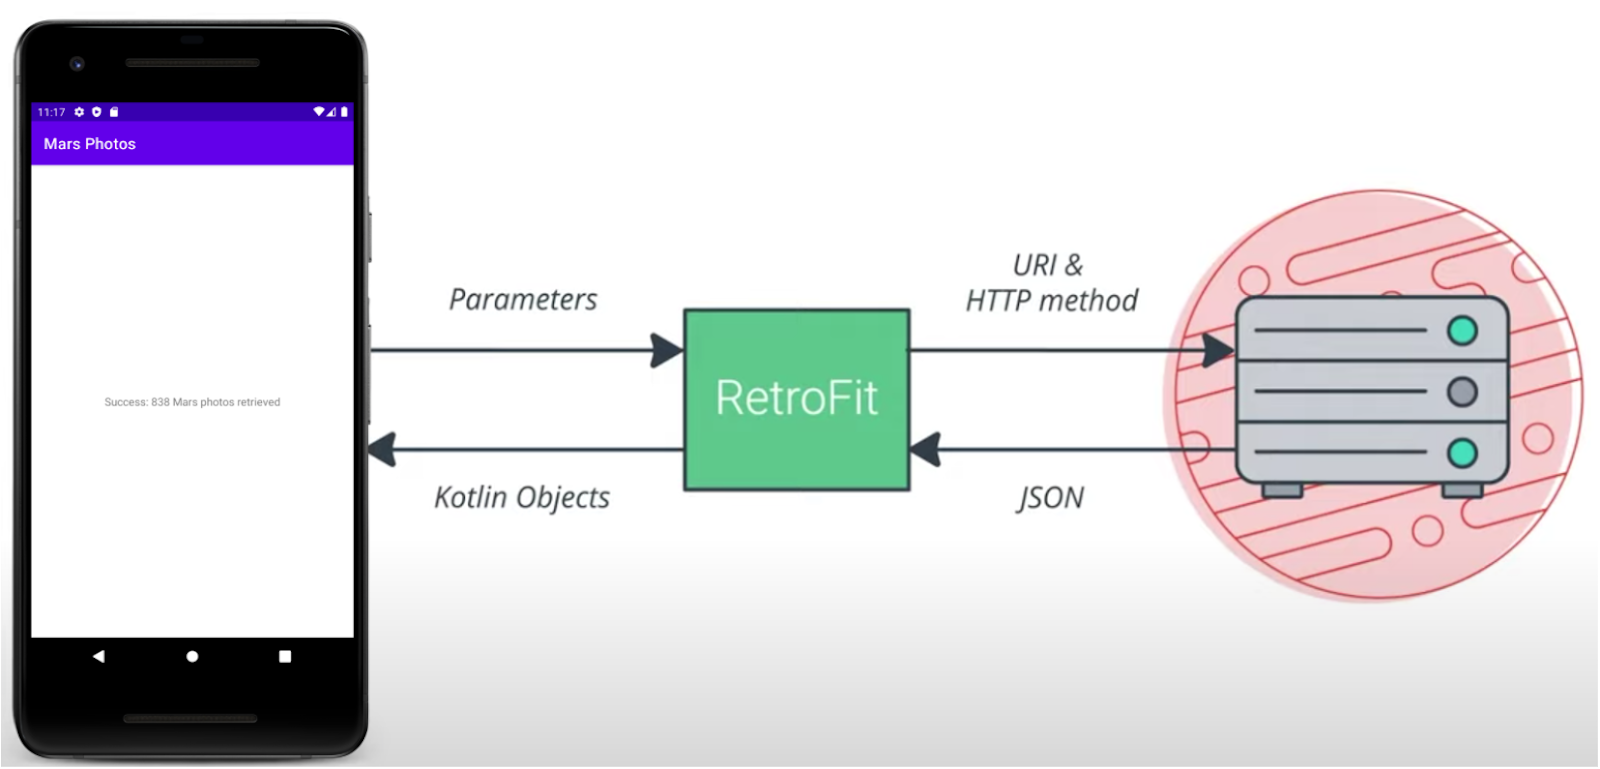 11:17
Mars Photos
Success: 838 Mars photos retrieved
Parameters
Kotlin Objects
RetroFit
URI &
HTTP method
JSON